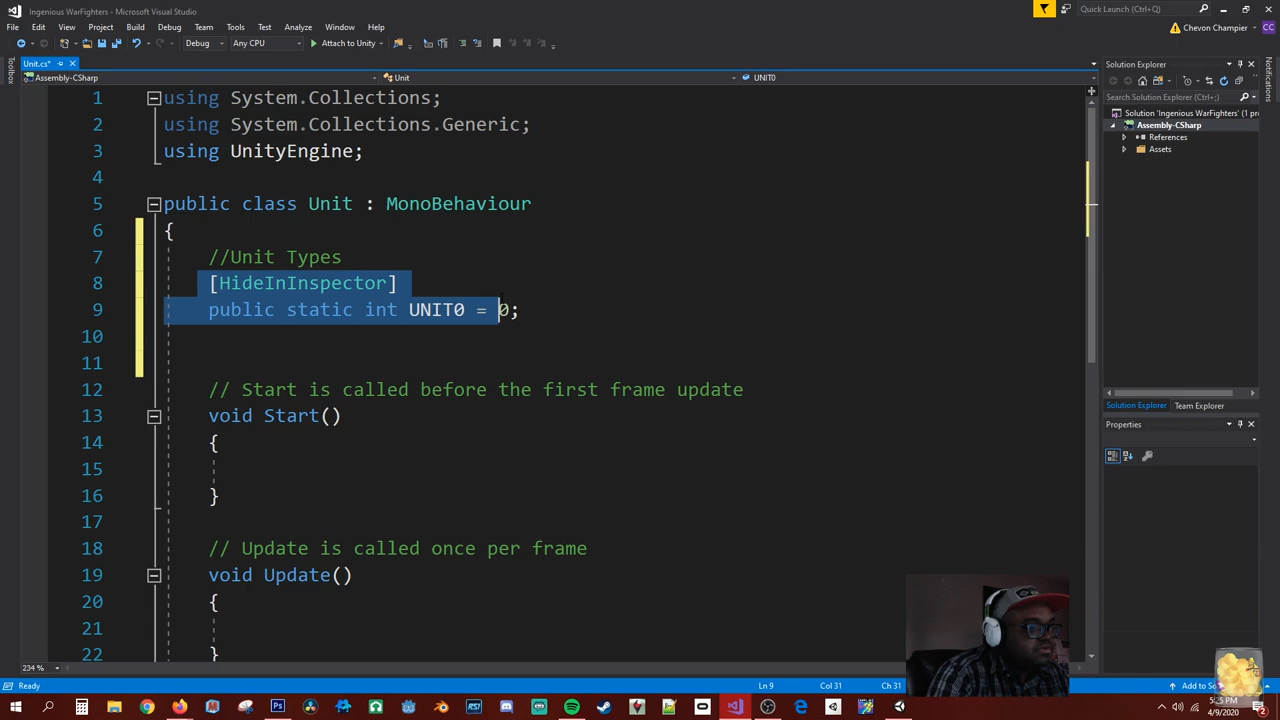 Ingenious WarFighters - Microsoft Visual Studio
Quick Launch (Ctrl+Q)
File Edit View Project Build Debug Team Tools Test Analyze Window Help
Chevon Champier CC
Debug Any CPU Attach to Unity
Toolbox
Unit.cs*
Assembly-CSharp Unit UNIT0
1 using System.Collections;
2 using System.Collections.Generic;
3 using UnityEngine;
4
5 public class Unit : MonoBehaviour
6 {
7 //Unit Types
8 [HideInInspector]
9 public static int UNIT0 = 0;
10
11
12 // Start is called before the first frame update
13 void Start()
14 {
15
16 }
17
18 // Update is called once per frame
19 void Update()
20 {
21
22 }
Solution Explorer
Search Solution Explorer (Ctrl+;)
Solution 'Ingenious WarFighters' (1 pr
Assembly-CSharp
References
Assets
Solution Explorer Team Explorer
Properties
Notifications
234 %
Ready Ln 9 Col 31 Ch 31 Add to So
5:25 PM
4/9/2020